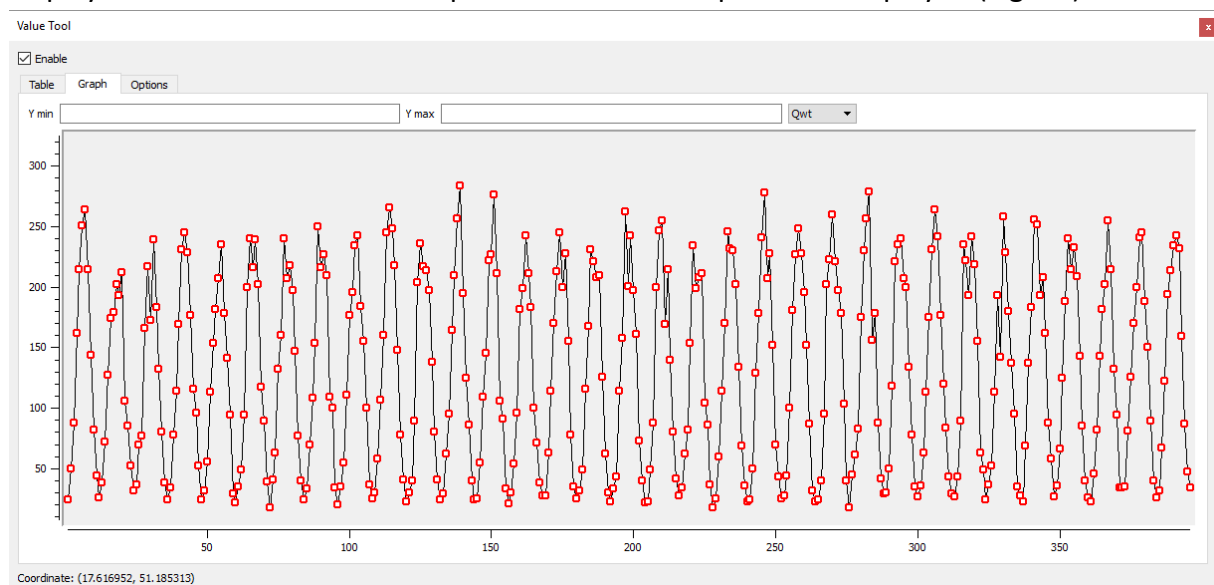 Value Tool
x
Enable
Table Graph Options
Y min Y max Qwt
300
250
200
150
100
50
50 100 150 200 250 300 350
Coordinate: (17.616952, 51.185313)